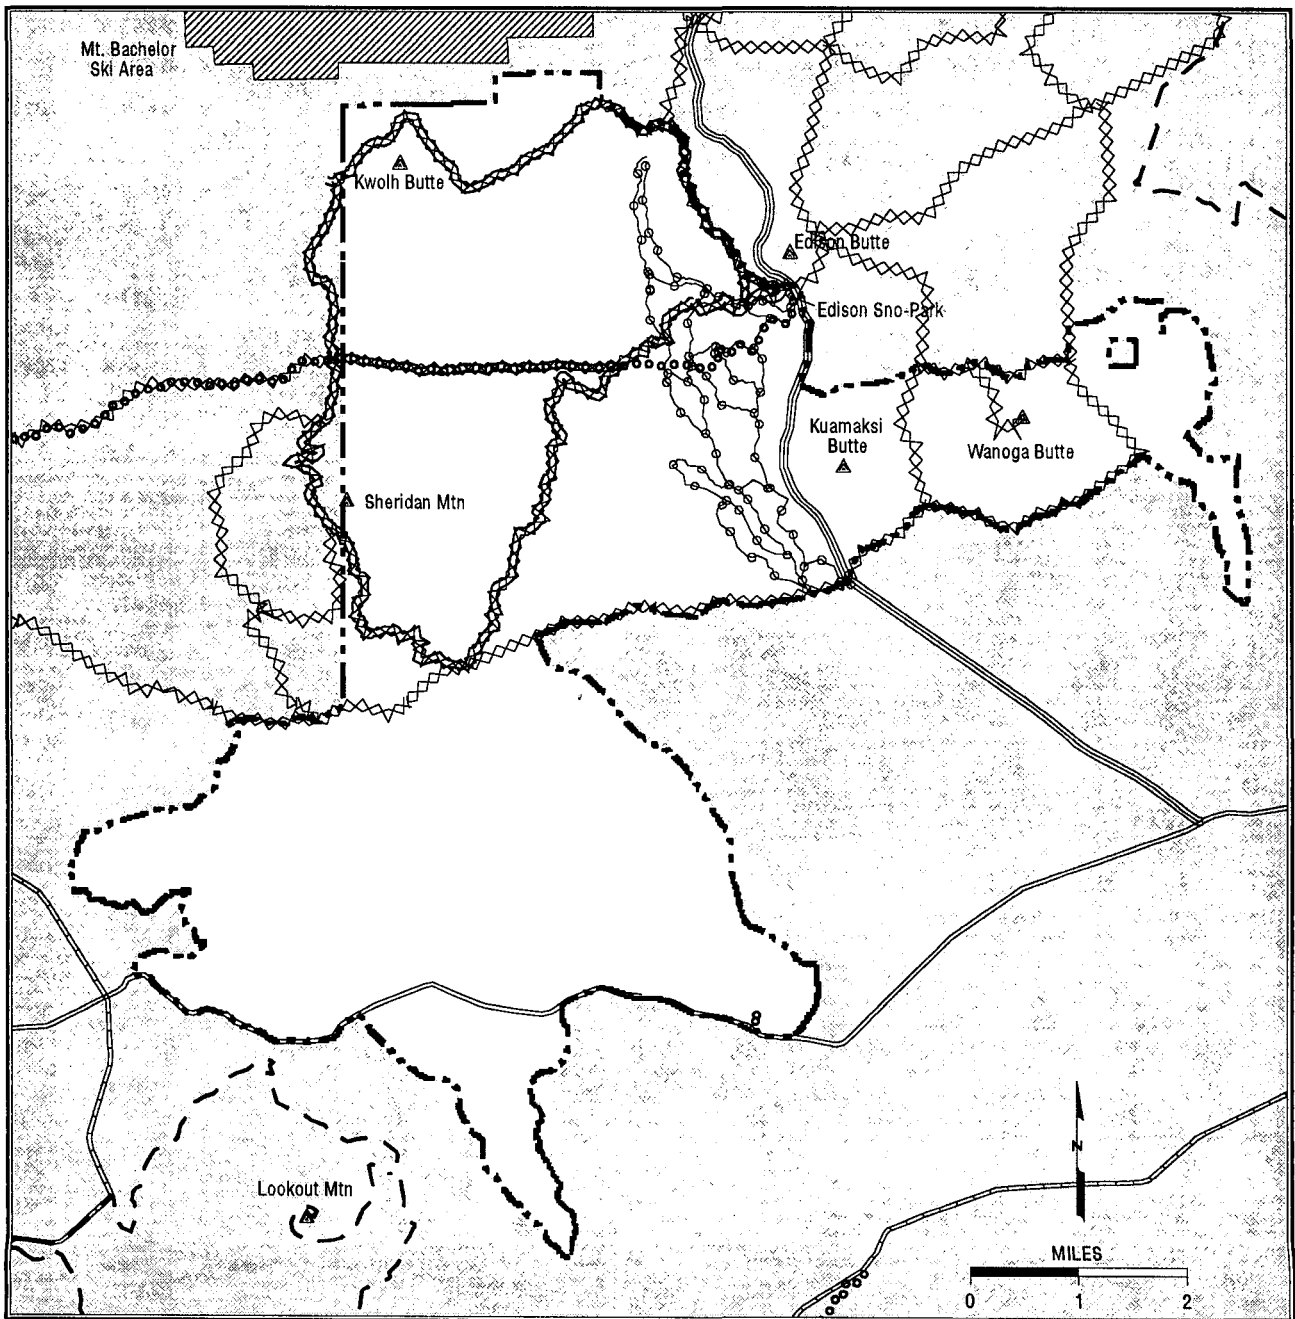 Mt. Bachelor
Ski Area
Kwolh Butte
Edison Butte
Edison Sno-Park
Kuamaksi
Butte
Wanoga Butte
Sheridan Mtn
8
Lookout Mtn
N
MILES
0 1 2